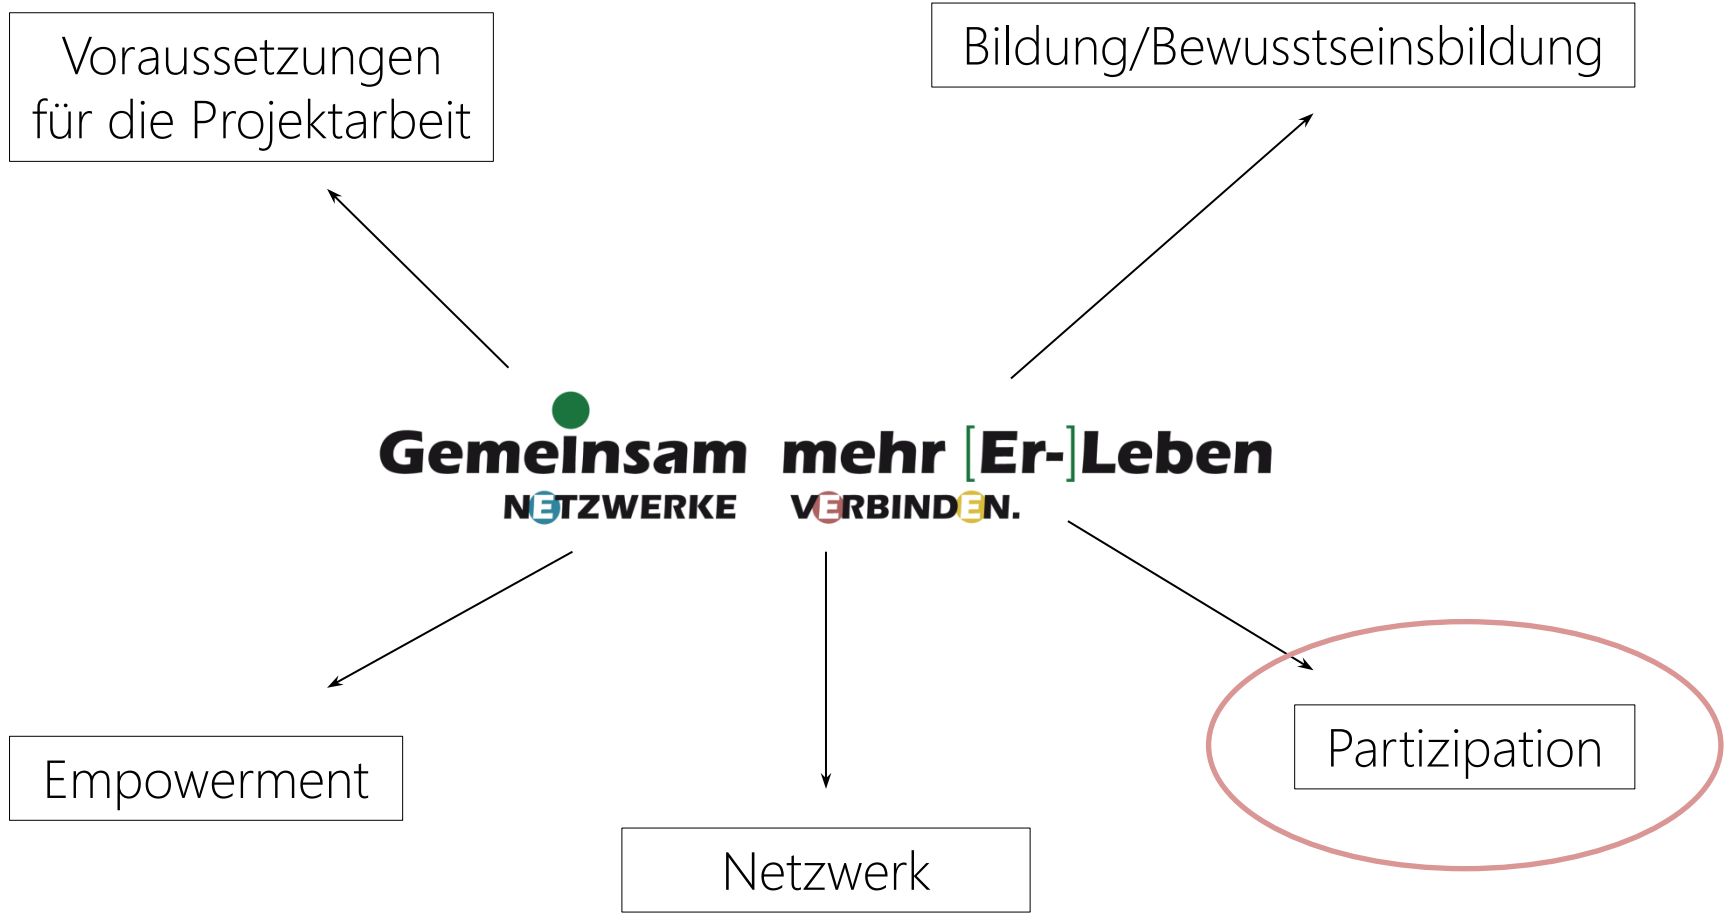 Voraussetzungen
für die Projektarbeit
Bildung/Bewusstseinsbildung
Gemeinsam mehr [Er-]Leben
NETZWERKE VERBINDEN.
Empowerment
Netzwerk
Partizipation